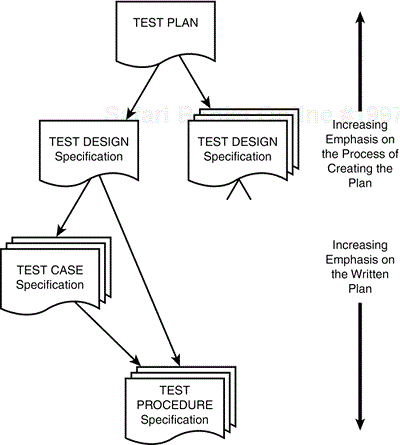 TEST PLAN
TEST DESIGN
Specification
TEST DESIGN
Specification
Increasing
Emphasis on
the Process of
Creating the
Plan
TEST CASE
Specification
Increasing
Emphasis on
the Written
Plan
TEST
PROCEDURE
Specification